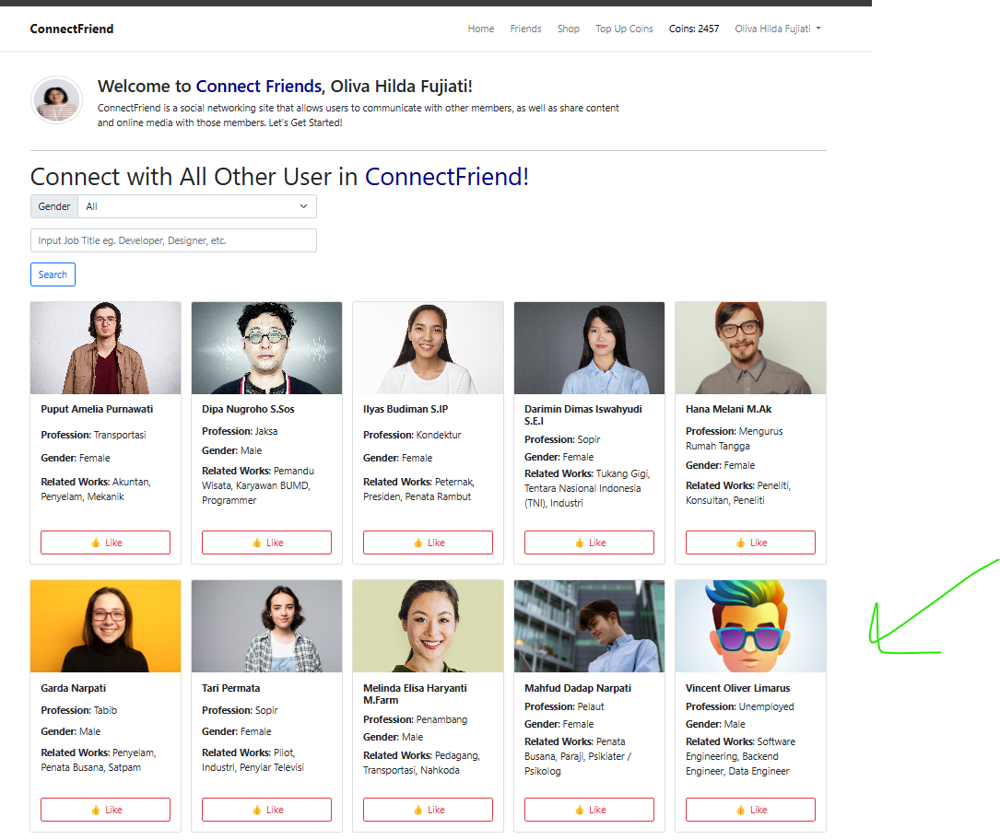 ConnectFriend
Home Friends Shop Top Up Coins Coins: 2457 Oliva Hilda Fujiati
Welcome to Connect Friends, Oliva Hilda Fujiati!
ConnectFriend is a social networking site that allows users to communicate with other members, as well as share content
and online media with those members. Let's Get Started!
Connect with All Other User in ConnectFriend!
Gender All
Input Job Title eg. Developer, Designer, etc.
Search
Puput Amelia Purnawati
Profession: Transportasi
Gender: Female
Related Works: Akuntan,
Penyelam, Mekanik
👍 Like
Dipa Nugroho S.Sos
Profession: Jaksa
Gender: Male
Related Works: Pemandu
Wisata, Karyawan BUMD,
Programmer
👍 Like
Ilyas Budiman S.IP
Profession: Kondektur
Gender: Female
Related Works: Peternak,
Presiden, Penata Rambut
👍 Like
Darimin Dimas Iswahyudi
S.E.I
Profession: Sopir
Gender: Female
Related Works: Tukang Gigi,
Tentara Nasional Indonesia
(TNI), Industri
👍 Like
Hana Melani M.Ak
Profession: Mengurus
Rumah Tangga
Gender: Female
Related Works: Peneliti,
Konsultan, Peneliti
👍 Like
Garda Narpati
Profession: Tabib
Gender: Male
Related Works: Penyelam,
Penata Busana, Satpam
👍 Like
Tari Permata
Profession: Sopir
Gender: Female
Related Works: Pilot,
Industri, Penyiar Televisi
👍 Like
Melinda Elisa Haryanti
M.Farm
Profession: Penambang
Gender: Male
Related Works: Pedagang,
Transportasi, Nahkoda
👍 Like
Mahfud Dadap Narpati
Profession: Pelaut
Gender: Female
Related Works: Penata
Busana, Paraji, Psikiater /
Psikolog
👍 Like
Vincent Oliver Limarus
Profession: Unemployed
Gender: Male
Related Works: Software
Engineering, Backend
Engineer, Data Engineer
👍 Like